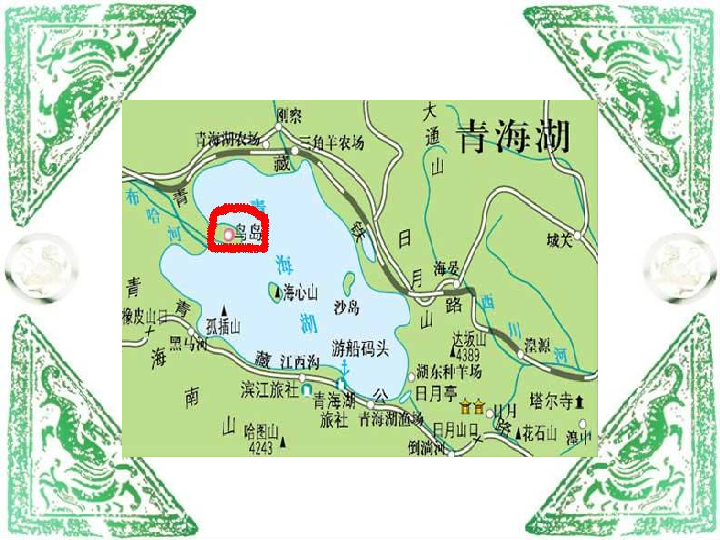 青海湖
刚察
大通山
青海湖农场
三角羊农场
藏
青
布哈河
青
鸟岛
铁
日月山
城关
海
海晏
青
海心山
沙岛
路
西川河
橡皮山口
孤插山
湖
青
黑马河
游船码头
达坂山
4389
湟源
海
藏
江西沟
湖东种羊场
南
滨江旅社
青海湖
旅社
公
日月亭
日月
塔尔寺
青海湖渔场
山
哈图山
4243
日月山口
路
花石山
湟中
倒淌河